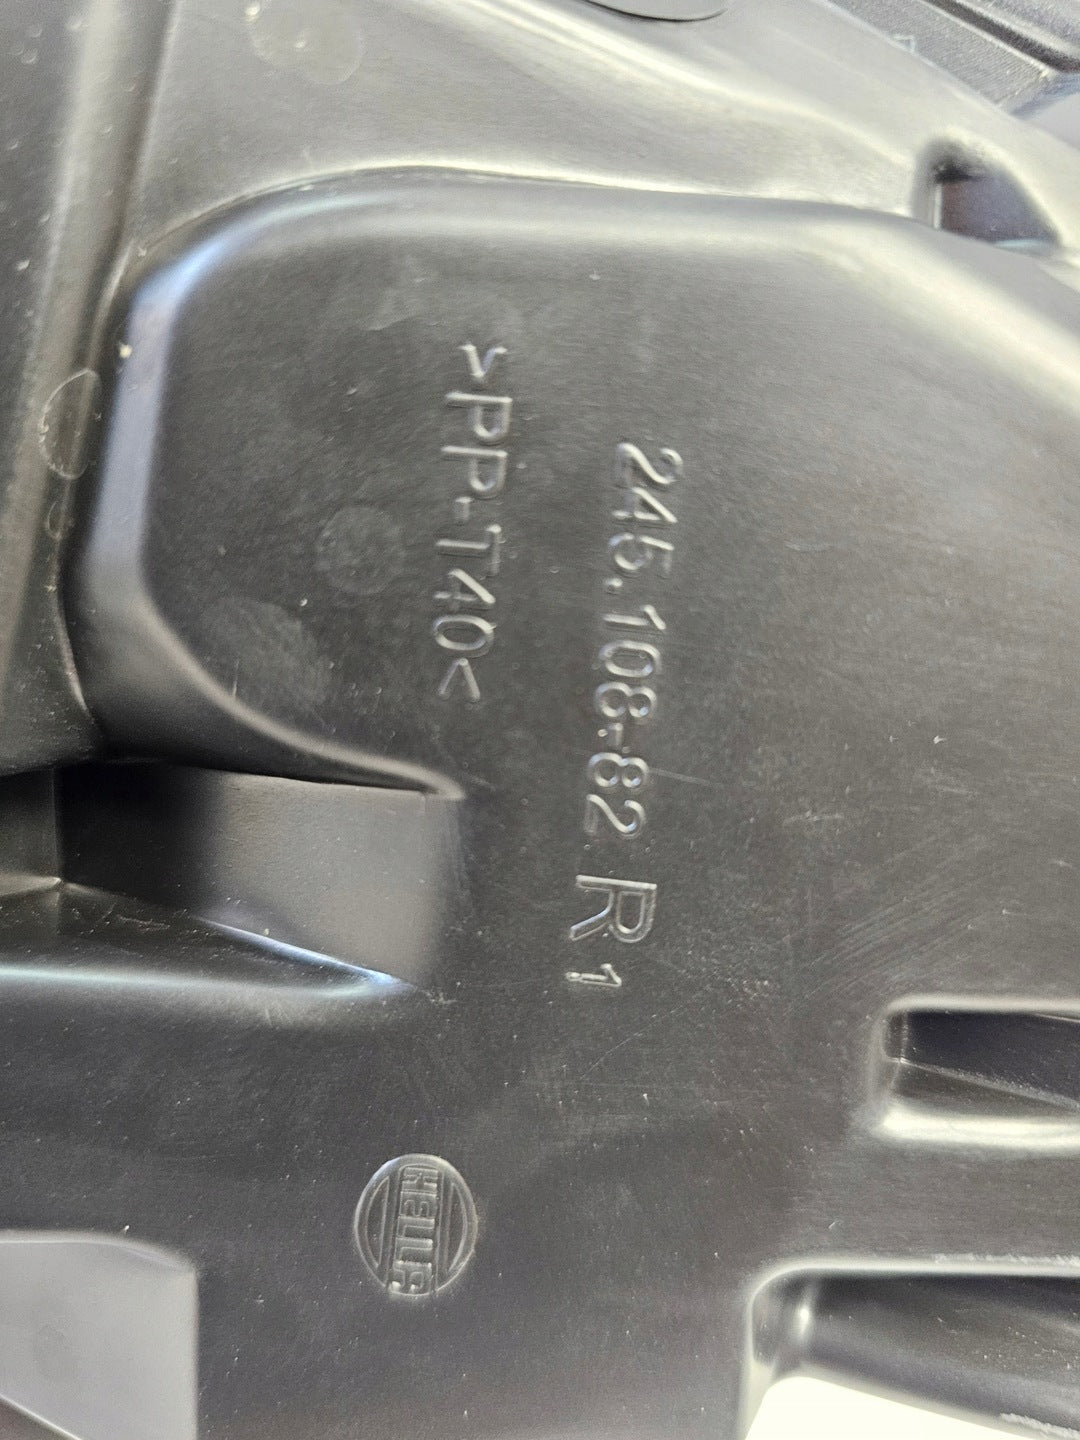 245.108-82 R 1
>PP-T40<
HELLA